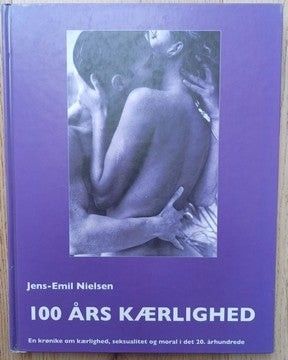 Jens-Emil Nielsen
100 ÅRS KÆRLIGHED
En krønike om kærlighed, seksualitet og moral i det 20. århundrede